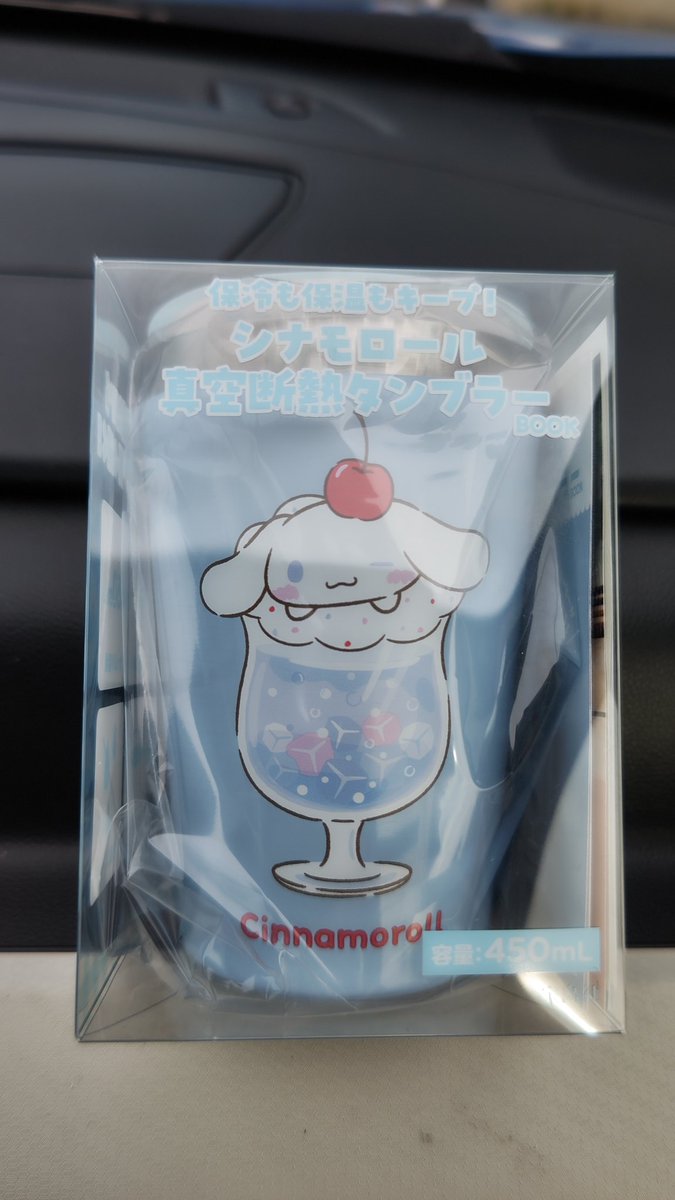 保冷も保温もキープ!
シナモロール
真空断熱タンブラー
BOOK
Cinnamoroll
容量:450mL